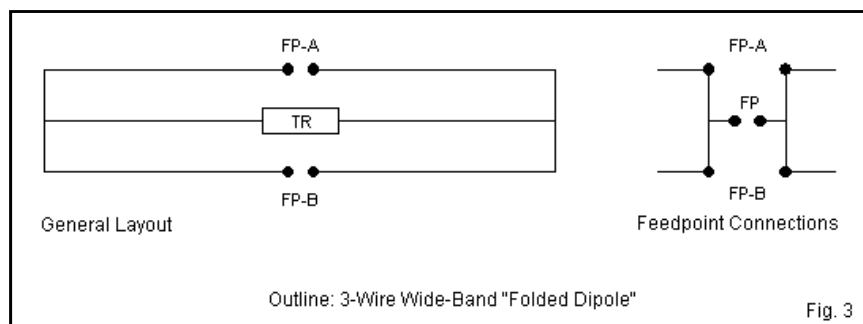 FP-A
TR
FP-B
General Layout
FP-A
FP
FP-B
Feedpoint Connections
Outline: 3-Wire Wide-Band "Folded Dipole"
Fig. 3